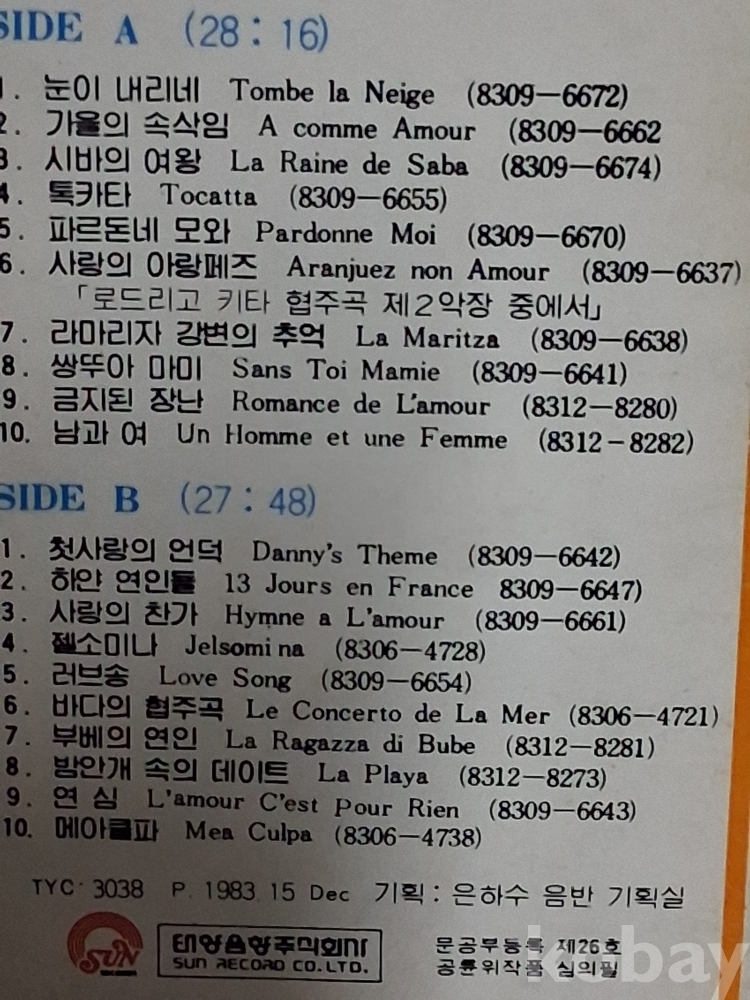 SIDE A (28 : 16)
1. 눈이 내리네 Tombe la Neige (8309-6672)
2. 가을의 속삭임 A comme Amour (8309-6662
3. 시바의 여왕 La Raine de Saba (8309-6674)
4. 톡카타 Tocatta (8309-6655)
5. 파르돈네 모와 Pardonne Moi (8309-6670)
6. 사랑의 아랑페즈 Aranjuez non Amour (8309-6637)
「로드리고 키타 협주곡 제2악장 중에서」
7. 라마리자 강변의 추억 La Maritza (8309-6638)
8. 쌍뚜아 마미 Sans Toi Mamie (8309-6641)
9. 금지된 장난 Romance de L'amour (8312-8280)
10. 남과 여 Un Homme et une Femme (8312-8282)
SIDE B (27 : 48)
1. 첫사랑의 언덕 Danny's Theme (8309-6642)
2. 하얀 연인들 13 Jours en France 8309-6647)
3. 사랑의 찬가 Hymne a L'amour (8309-6661)
4. 젤소미나 Jelsomina (8306-4728)
5. 러브송 Love Song (8309-6654)
6. 바다의 협주곡 Le Concerto de La Mer (8306-4721)
7. 부베의 연인 La Ragazza di Bube (8312-8281)
8. 밤안개 속의 데이트 La Playa (8312-8273)
9. 연 심 L'amour C'est Pour Rien (8309-6643)
10. 메아쿨파 Mea Culpa (8306-4738)
TYC 3038 P. 1983 15 Dec 기획 : 은하수 음반 기획실
SUN
태양음향주식회사
SUN RECORD CO. LTD.
문공부등록 제26호
공륜위작품 심의필
kobay